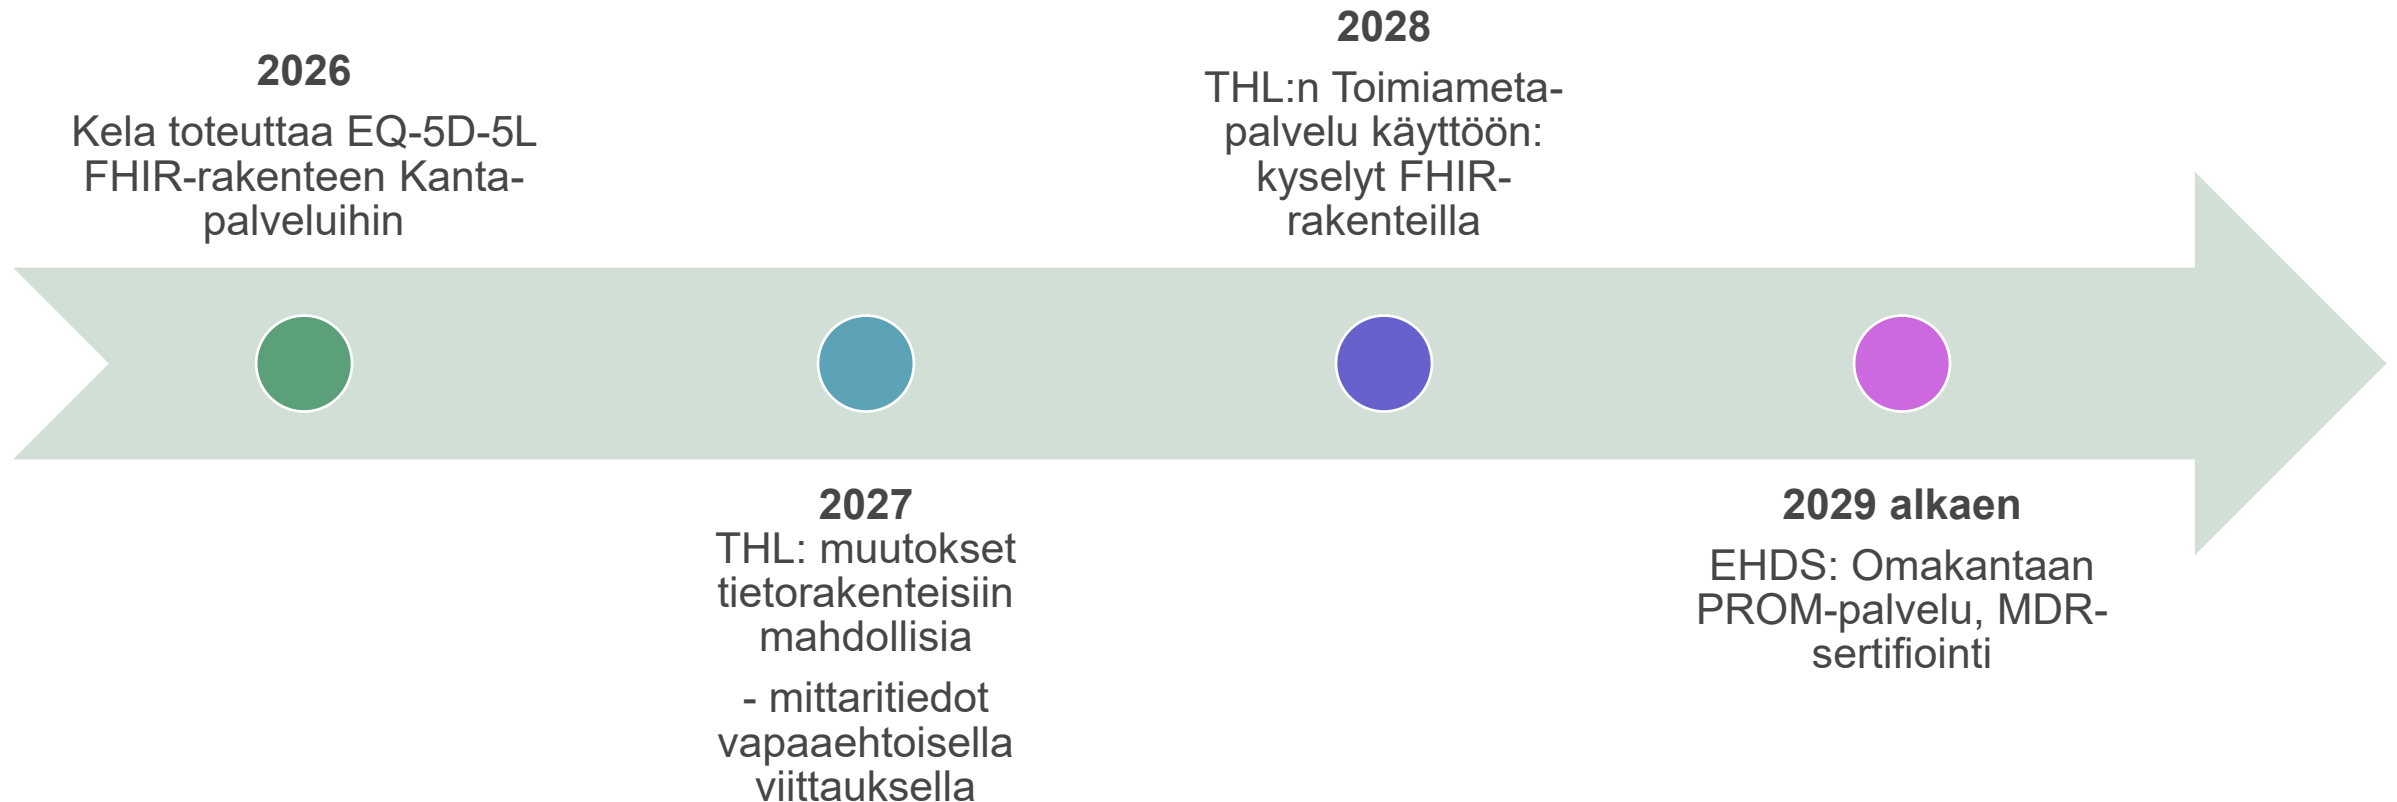 2026
Kela toteuttaa EQ-5D-5L
FHIR-rakenteen Kanta-
palveluihin
2027
THL: muutokset
tietorakenteisiin
mahdollisia
- mittaritiedot
vapaaehtoisella
viittauksella
2028
THL:n Toimiameta-
palvelu käyttöön:
kyselyt FHIR-
rakenteilla
2029 alkaen
EHDS: Omakantaan
PROM-palvelu, MDR-
sertifiointi